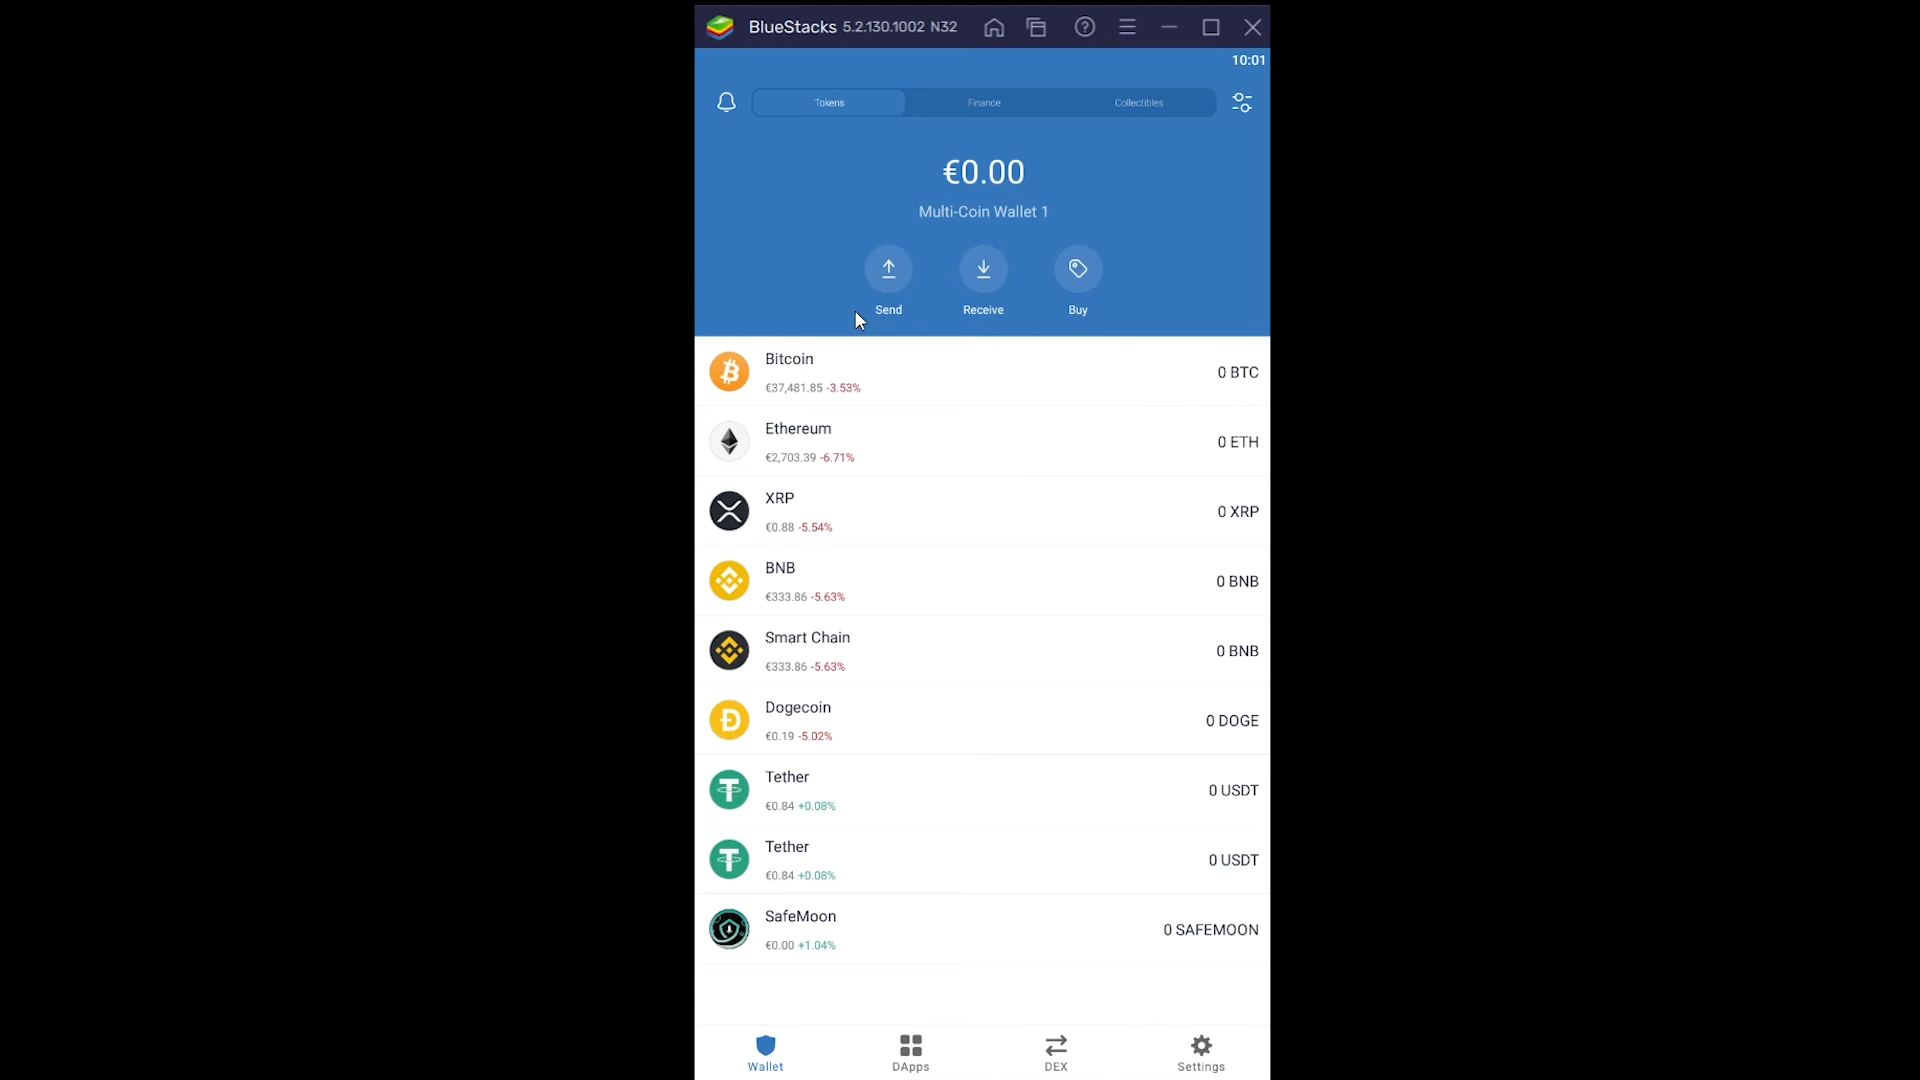 BlueStacks 5.2.130.1002 N32
10:01
Tokens Finance Collectibles
€0.00
Multi-Coin Wallet 1
Send Receive Buy
Bitcoin
€37,481.85 -3.53%
0 BTC
Ethereum
€2,703.39 -6.71%
0 ETH
XRP
€0.88 -5.54%
0 XRP
BNB
€333.86 -5.63%
0 BNB
Smart Chain
€333.86 -5.63%
0 BNB
Dogecoin
€0.19 -5.02%
0 DOGE
Tether
€0.84 +0.08%
0 USDT
Tether
€0.84 +0.08%
0 USDT
SafeMoon
€0.00 +1.04%
0 SAFEMOON
Wallet DApps DEX Settings